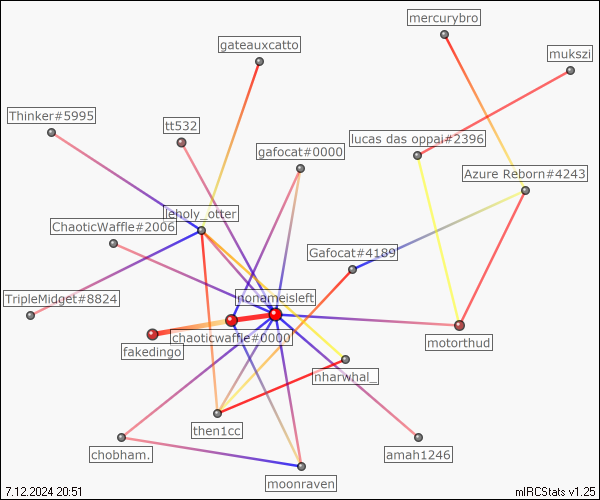 mercurybro
gateauxcatto
mukszi
Thinker#5995
tt532
lucas das oppai#2396
gafocat#0000
Azure Reborn#4243
leholy_otter
ChaoticWaffle#2006
Gafocat#4189
TripleMidget#8824
nonameisleft
chaoticwaffle#0000
motorthud
fakedingo
nharwhal_
then1cc
chobham.
amah1246
moonraven
7.12.2024 20:51
mIRCStats v1.25